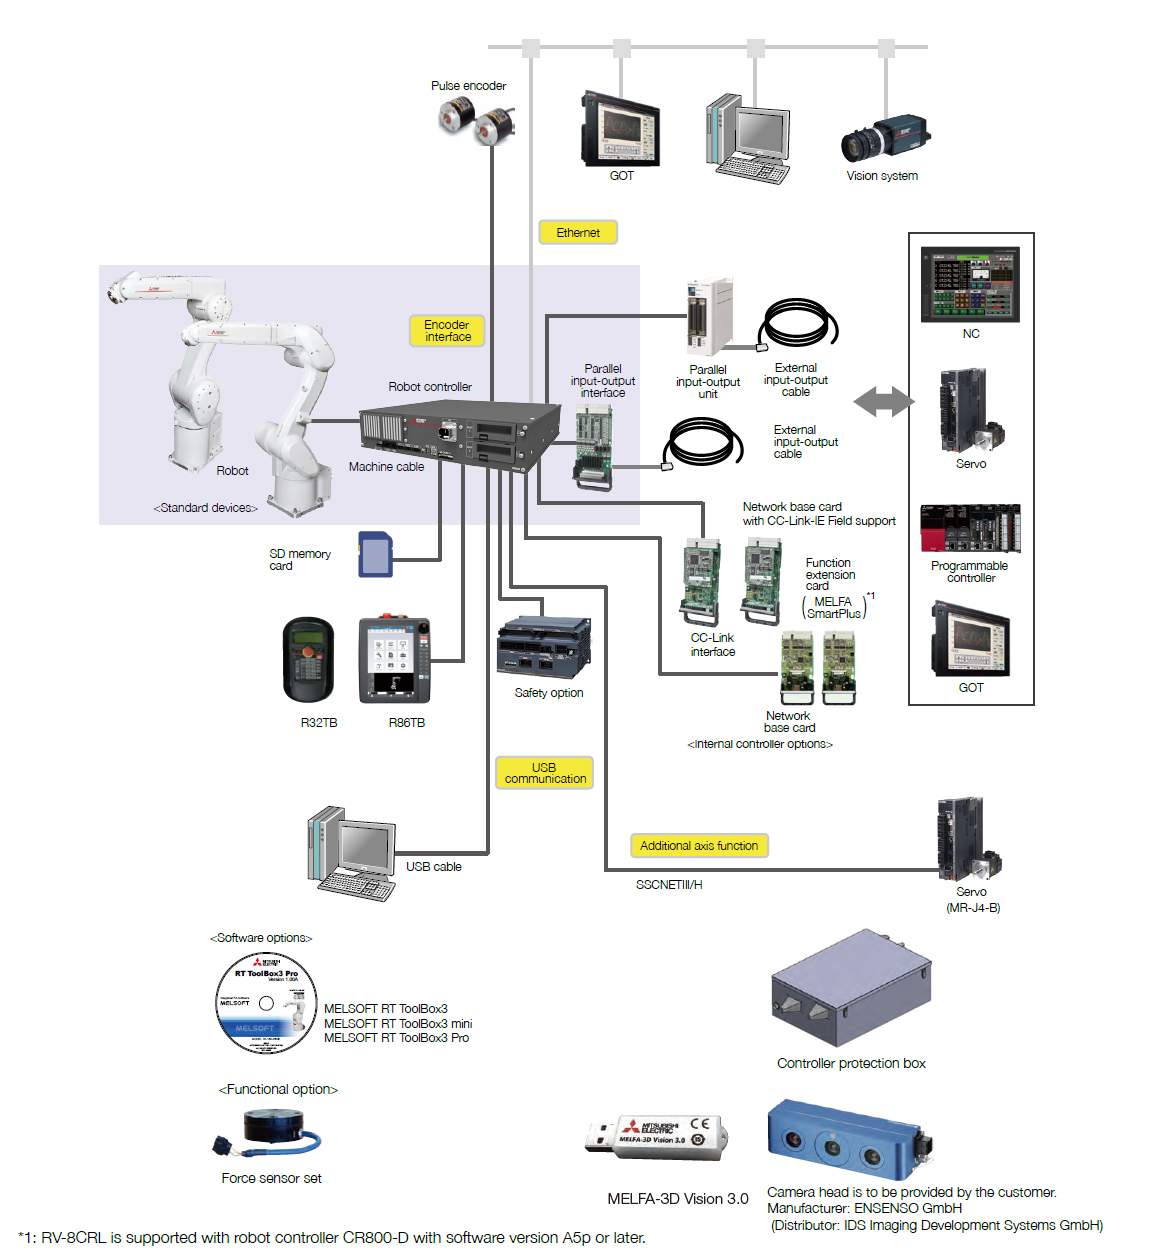 Pulse encoder
GOT
Vision system
Ethernet
Encoder
interface
NC
Parallel
input-output
interface
Parallel
input-output
unit
External
input-output
cable
Robot controller
External
input-output
cable
Servo
Robot
Machine cable
<Standard devices>
Network base card
with CC-Link-IE Field support
SD memory
card
Function
extension
card
(MELFA
SmartPlus) *1
Programmable
controller
CC-Link
interface
GOT
Safety option
R32TB
R86TB
Network
base card
<Internal controller options>
USB
communication
Additional axis function
USB cable
SSCNETIII/H
Servo
(MR-J4-B)
<Software options>
MITSUBISHI
ELECTRIC
RT ToolBox3 Pro
Version 1.00A
MELSOFT
MELSOFT
MELSOFT RT ToolBox3
MELSOFT RT ToolBox3 mini
MELSOFT RT ToolBox3 Pro
Controller protection box
<Functional option>
Force sensor set
MITSUBISHI
ELECTRIC
CE
MELFA-3D Vision 3.0
MELFA-3D Vision 3.0
Camera head is to be provided by the customer.
Manufacturer: ENSENSO GmbH
(Distributor: IDS Imaging Development Systems GmbH)
*1: RV-8CRL is supported with robot controller CR800-D with software version A5p or later.